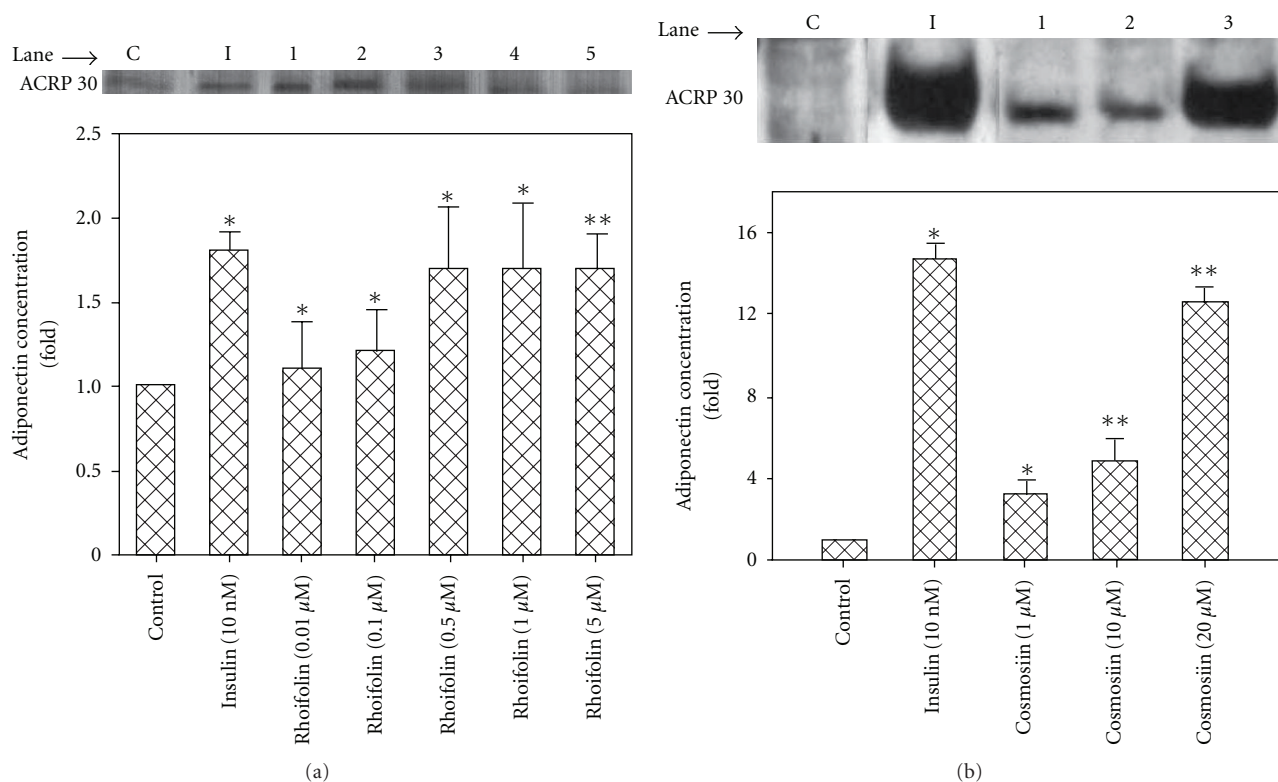 Lane → C I 1 2 3 4 5
ACRP 30
2.5
2.0
1.5
1.0
0.5
0
Adiponectin concentration
(fold)
*
*
*
*
*
**
Control
Insulin (10 nM)
Rhoifolin (0.01 μM)
Rhoifolin (0.1 μM)
Rhoifolin (0.5 μM)
Rhoifolin (1 μM)
Rhoifolin (5 μM)
(a)
Lane → C I 1 2 3
ACRP 30
16
12
8
4
0
Adiponectin concentration
(fold)
*
*
**
**
Control
Insulin (10 nM)
Cosmosiin (1 μM)
Cosmosiin (10 μM)
Cosmosiin (20 μM)
(b)